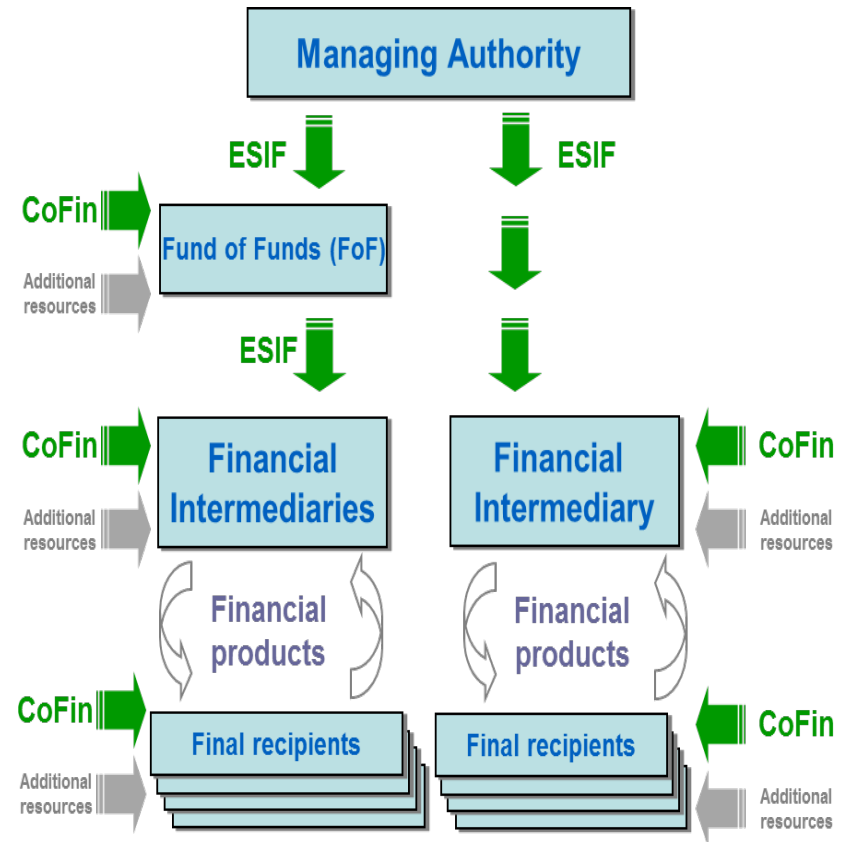 Managing Authority
ESIF
ESIF
CoFin
Fund of Funds (FoF)
Additional
resources
ESIF
CoFin
Financial
Intermediaries
Additional
resources
Financial
Intermediary
CoFin
Additional
resources
Financial
products
Financial
products
CoFin
Final recipients
Additional
resources
Final recipients
CoFin
Additional
resources